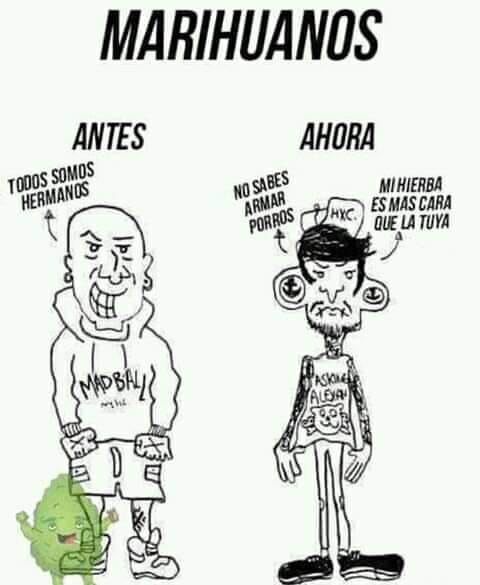 MARIHUANOS
ANTES
TODOS SOMOS
HERMANOS
MADBALL
NYHC
AHORA
NO SABES
ARMAR
PORROS
MI HIERBA
ES MAS CARA
QUE LA TUYA
HXC.
ASKING
ALEXAN